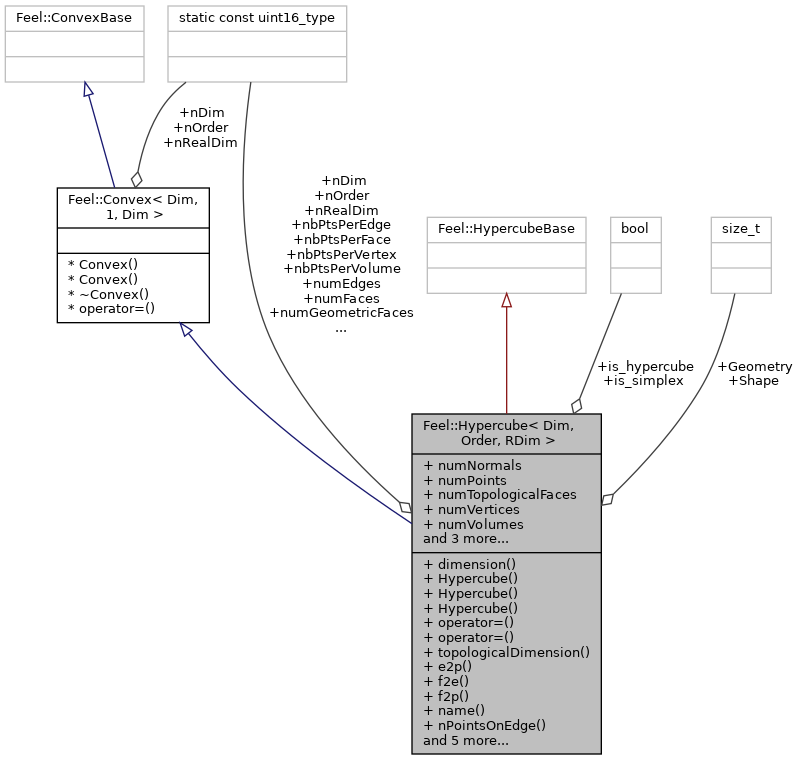 Feel::ConvexBase
static const uint16_type
+nDim
+nOrder
+nRealDim
Feel::Convex< Dim,
1, Dim >
* Convex()
* Convex()
* ~Convex()
* operator=()
+nDim
+nOrder
+nRealDim
+nbPtsPerEdge
+nbPtsPerFace
+nbPtsPerVertex
+nbPtsPerVolume
+numEdges
+numFaces
+numGeometricFaces
...
Feel::HypercubeBase
bool
size_t
+is_hypercube
+is_simplex
+Geometry
+Shape
Feel::Hypercube< Dim,
Order, RDim >
+ numNormals
+ numPoints
+ numTopologicalFaces
+ numVertices
+ numVolumes
and 3 more...
+ dimension()
+ Hypercube()
+ Hypercube()
+ Hypercube()
+ operator=()
+ operator=()
+ topologicalDimension()
+ e2p()
+ f2e()
+ f2p()
+ name()
+ nPointsOnEdge()
and 5 more...